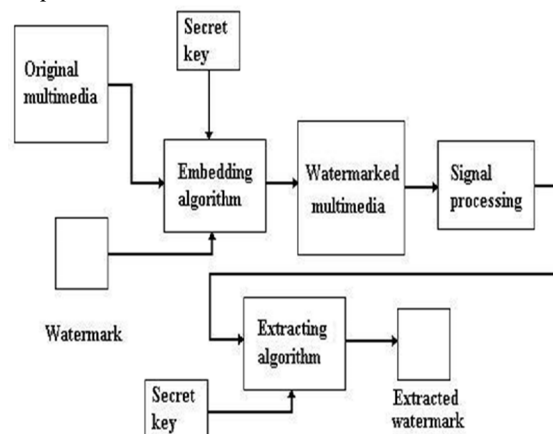 Secret
key
Original
multimedia
Embedding
algorithm
Watermarked
multimedia
Signal
processing
Watermark
Extracting
algorithm
Secret
key
Extracted
watermark